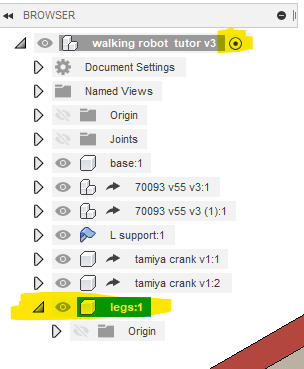 BROWSER
walking robot tutor v3
Document Settings
Named Views
Origin
Joints
base:1
70093 v55 v3:1
70093 v55 v3 (1):1
L support:1
tamiya crank v1:1
tamiya crank v1:2
legs:1
Origin